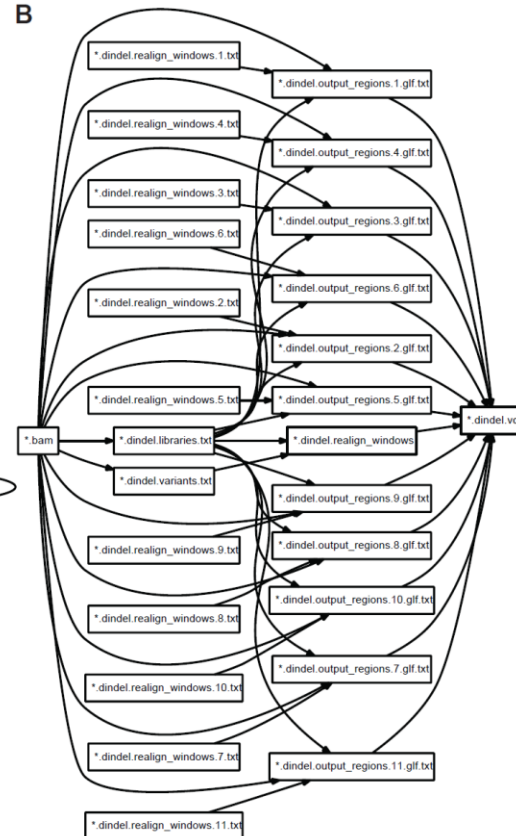 B
*.dindel.realign_windows.1.txt
*.dindel.output_regions.1.glf.txt
*.dindel.realign_windows.4.txt
*.dindel.output_regions.4.glf.txt
*.dindel.realign_windows.3.txt
*.dindel.output_regions.3.glf.txt
*.dindel.realign_windows.6.txt
*.dindel.output_regions.6.glf.txt
*.dindel.realign_windows.2.txt
*.dindel.output_regions.2.glf.txt
*.dindel.realign_windows.5.txt
*.dindel.output_regions.5.glf.txt
*.dindel.vc
*.bam
*.dindel.libraries.txt
*.dindel.realign_windows
*.dindel.variants.txt
*.dindel.output_regions.9.glf.txt
*.dindel.realign_windows.9.txt
*.dindel.output_regions.8.glf.txt
*.dindel.realign_windows.8.txt
*.dindel.output_regions.10.glf.txt
*.dindel.realign_windows.10.txt
*.dindel.output_regions.7.glf.txt
*.dindel.realign_windows.7.txt
*.dindel.output_regions.11.glf.txt
*.dindel.realign_windows.11.txt